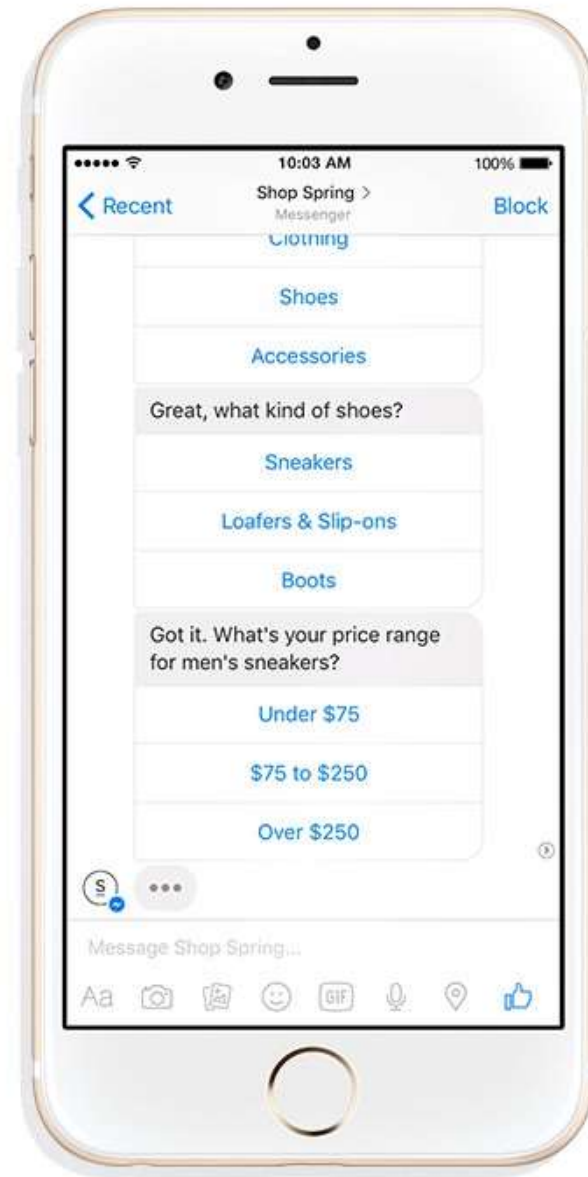 10:03 AM
100%
Recent
Shop Spring >
Block
Messenger
Clothing
Shoes
Accessories
Great, what kind of shoes?
Sneakers
Loafers & Slip-ons
Boots
Got it. What's your price range
for men's sneakers?
Under $75
$75 to $250
Over $250
S
Message Shop Spring...
Aa
GIF